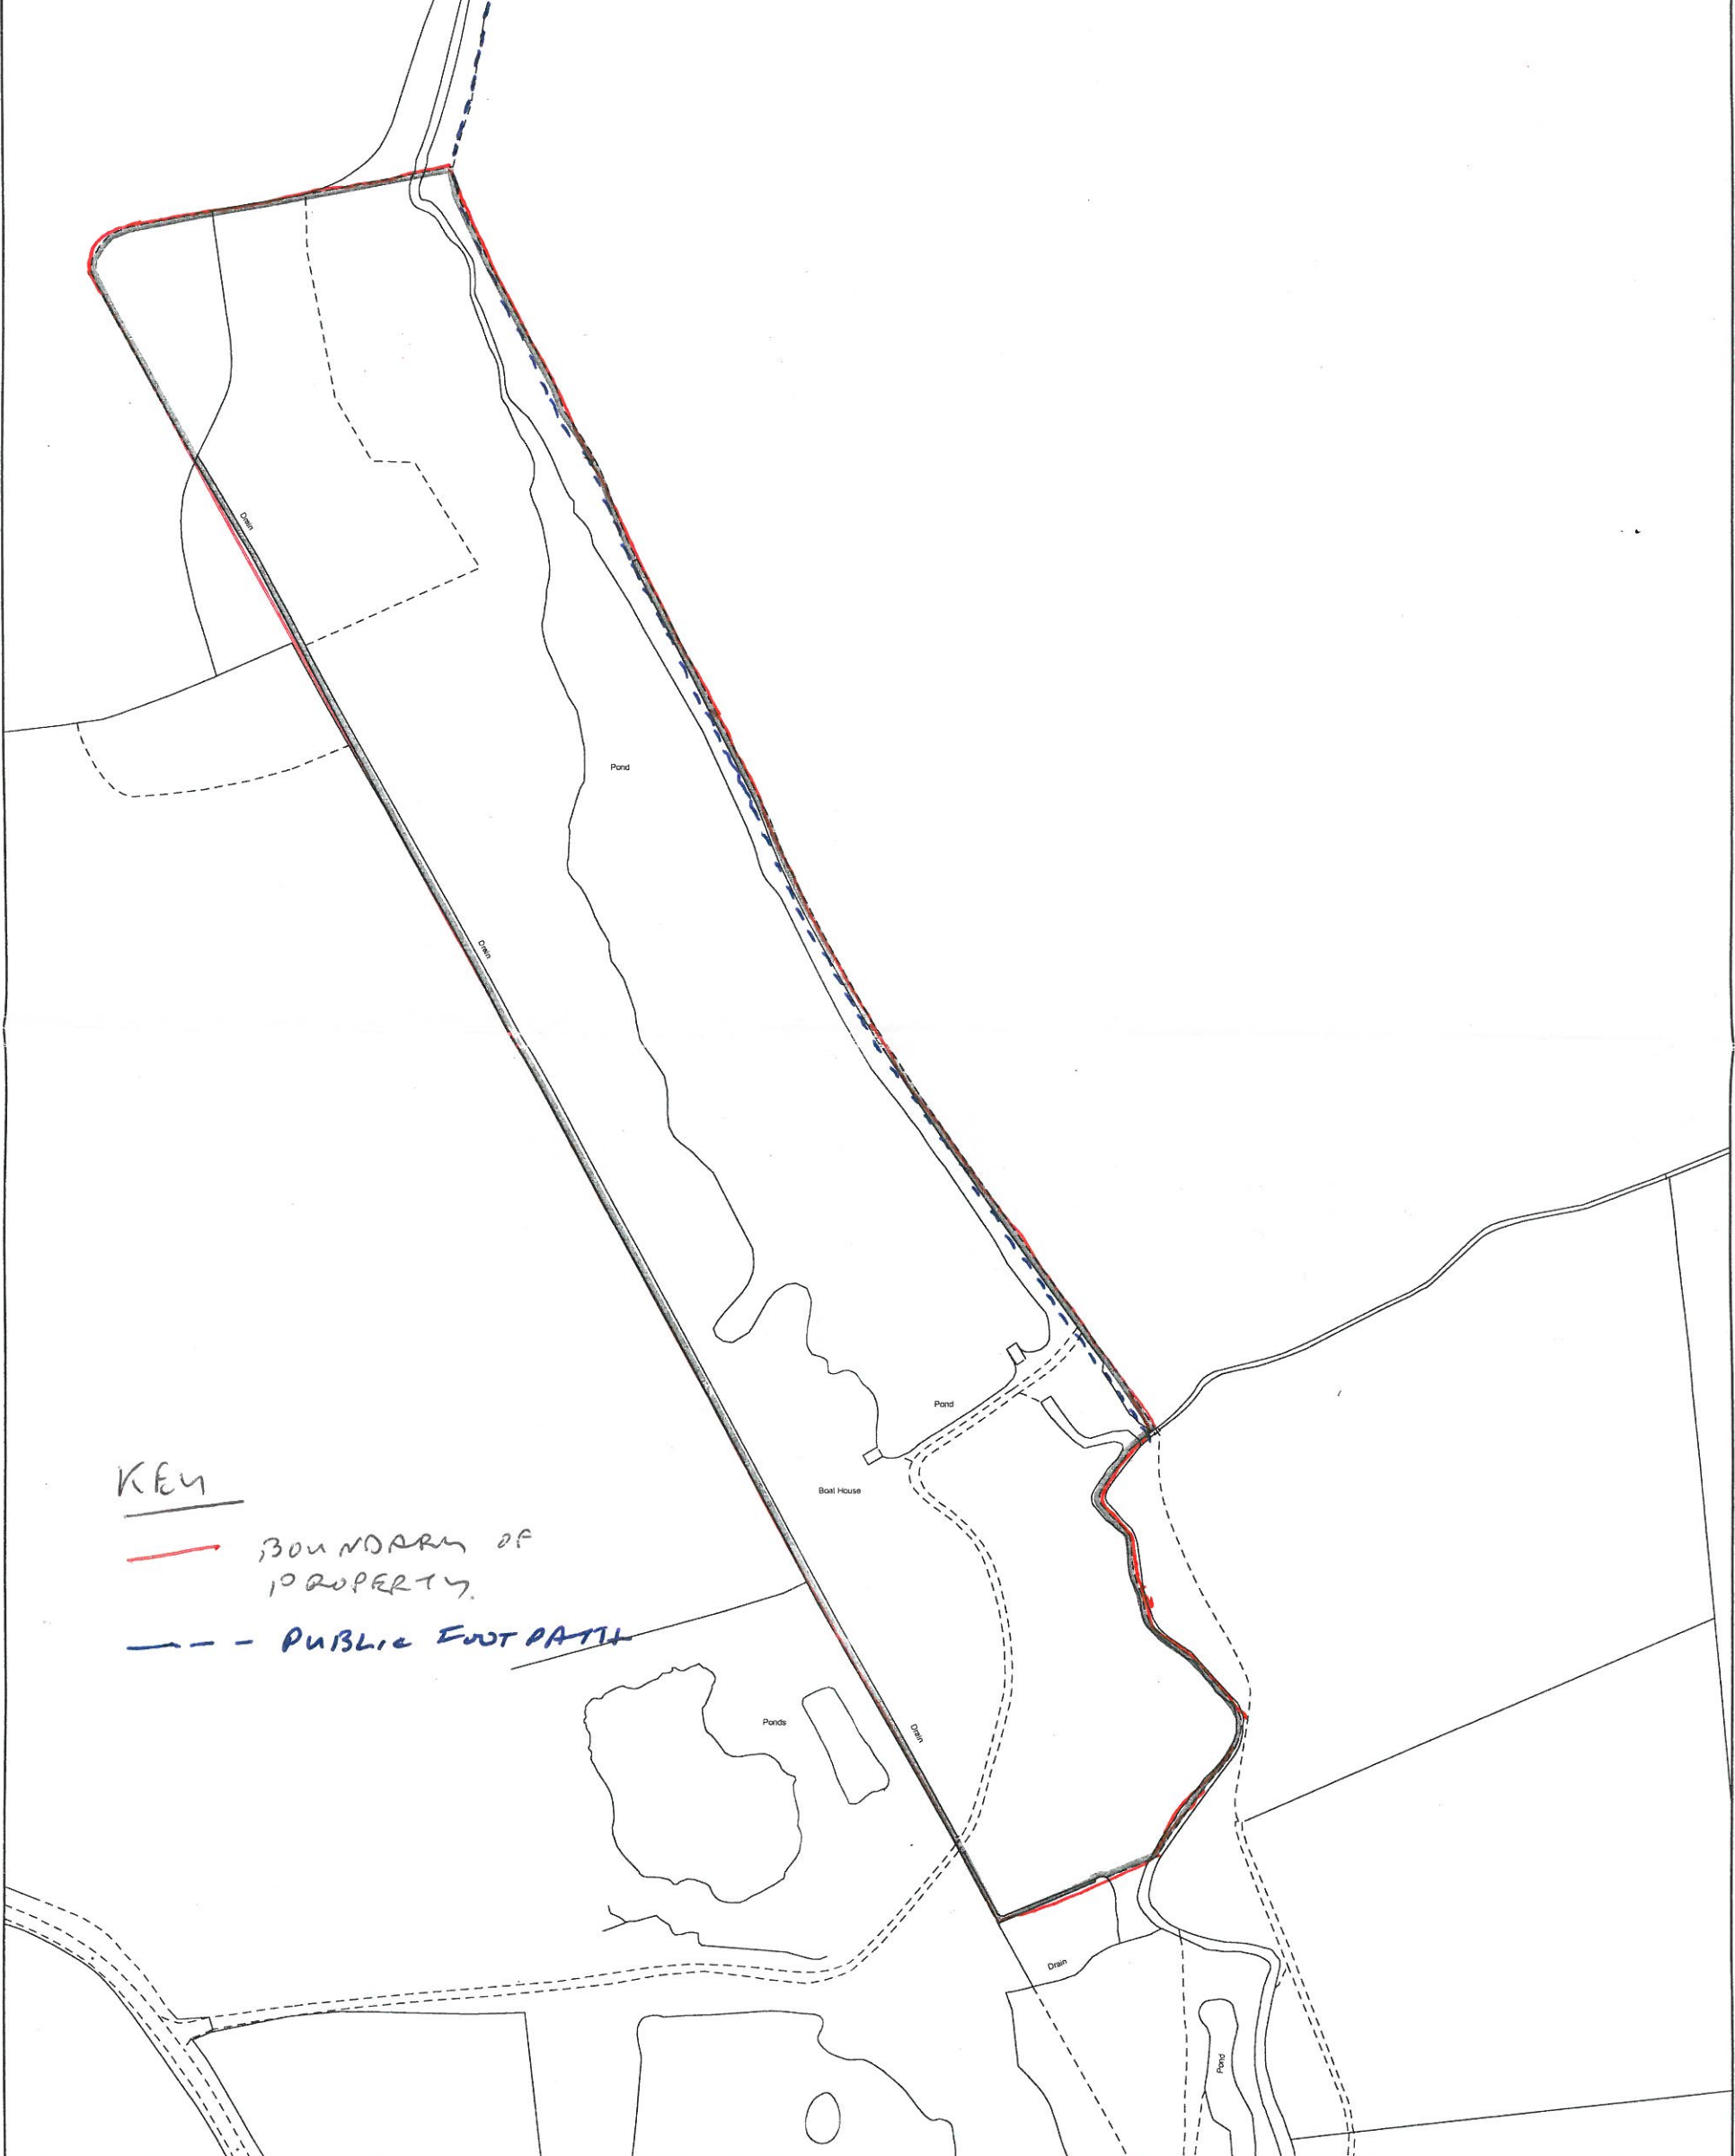 Drain
Pond
Drain
Pond
Boat House
KEY
BOUNDARY OF
PROPERTY.
PUBLIC FOOTPATH
Ponds
Drain
Drain
Pond